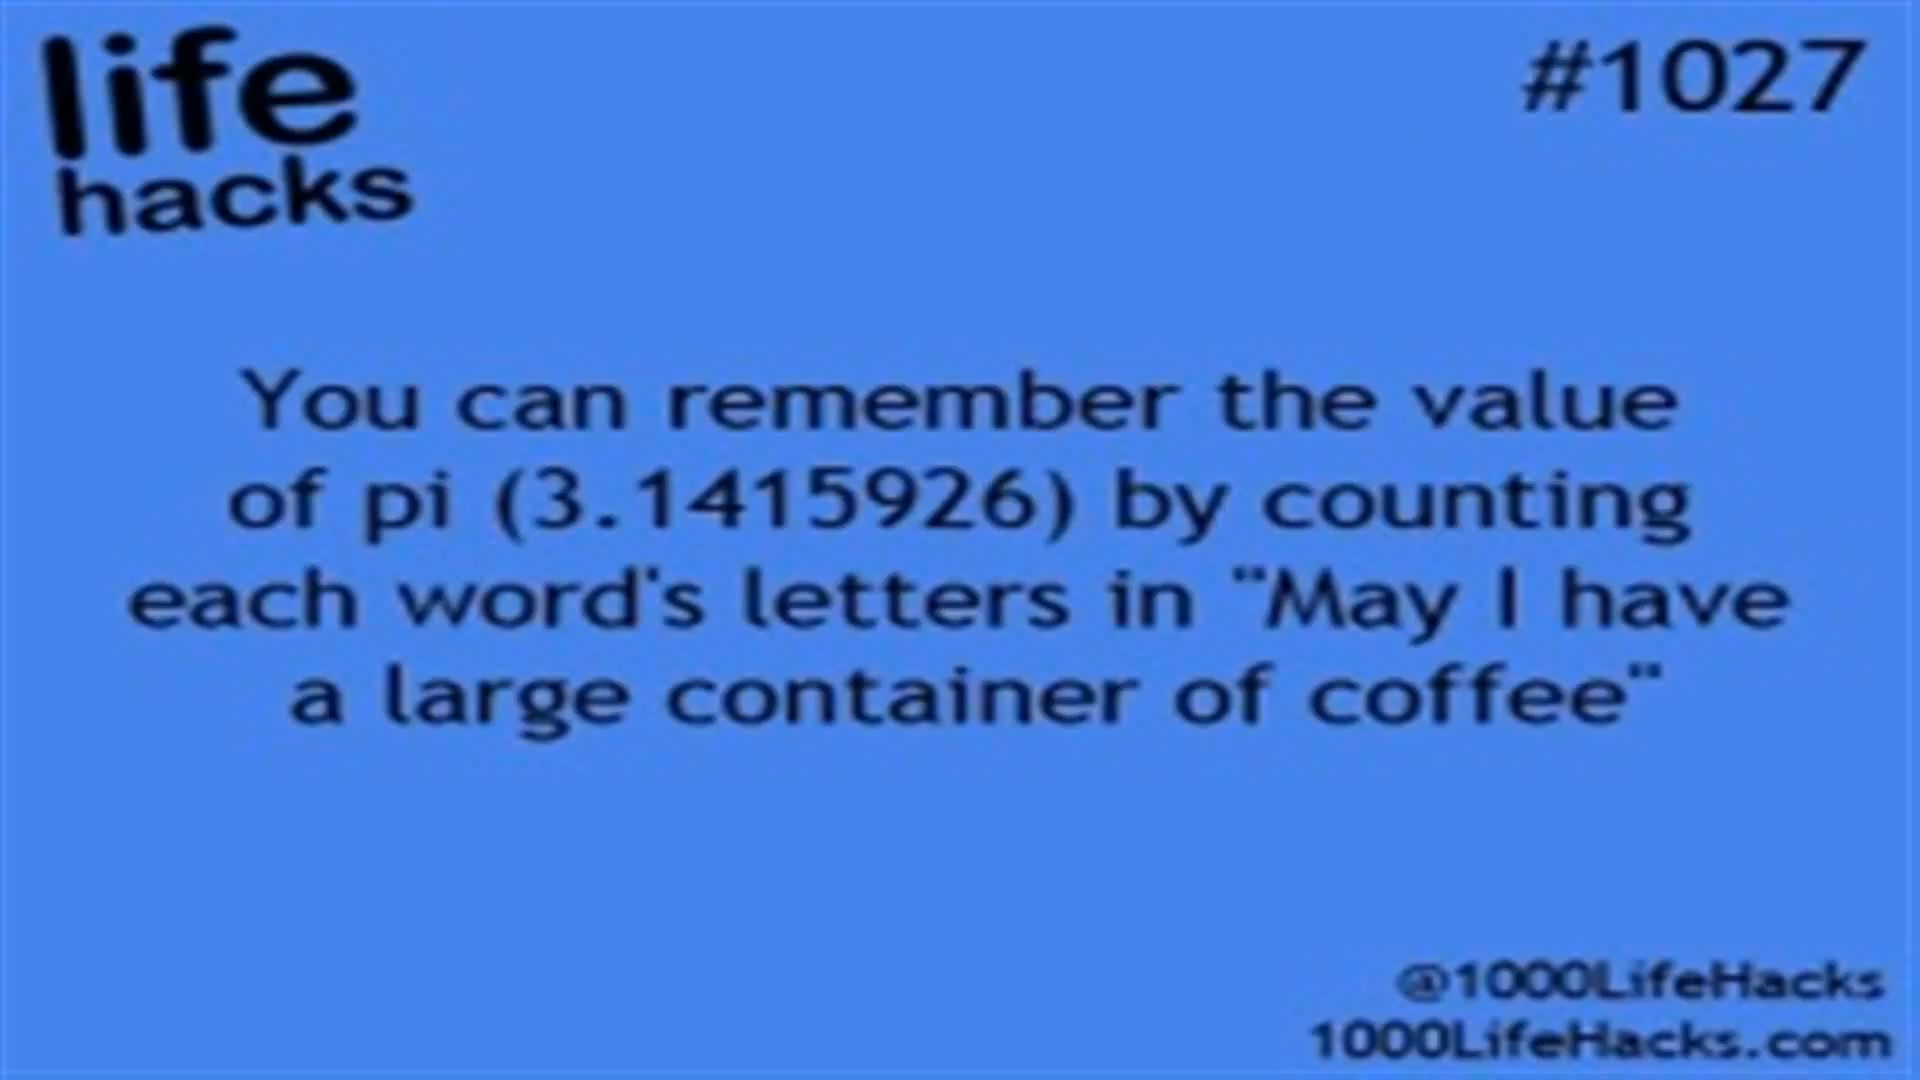 life
hacks
#1027
You can remember the value
of pi (3.1415926) by counting
each word's letters in "May I have
a large container of coffee"
@1000LifeHacks
1000LifeHacks.com